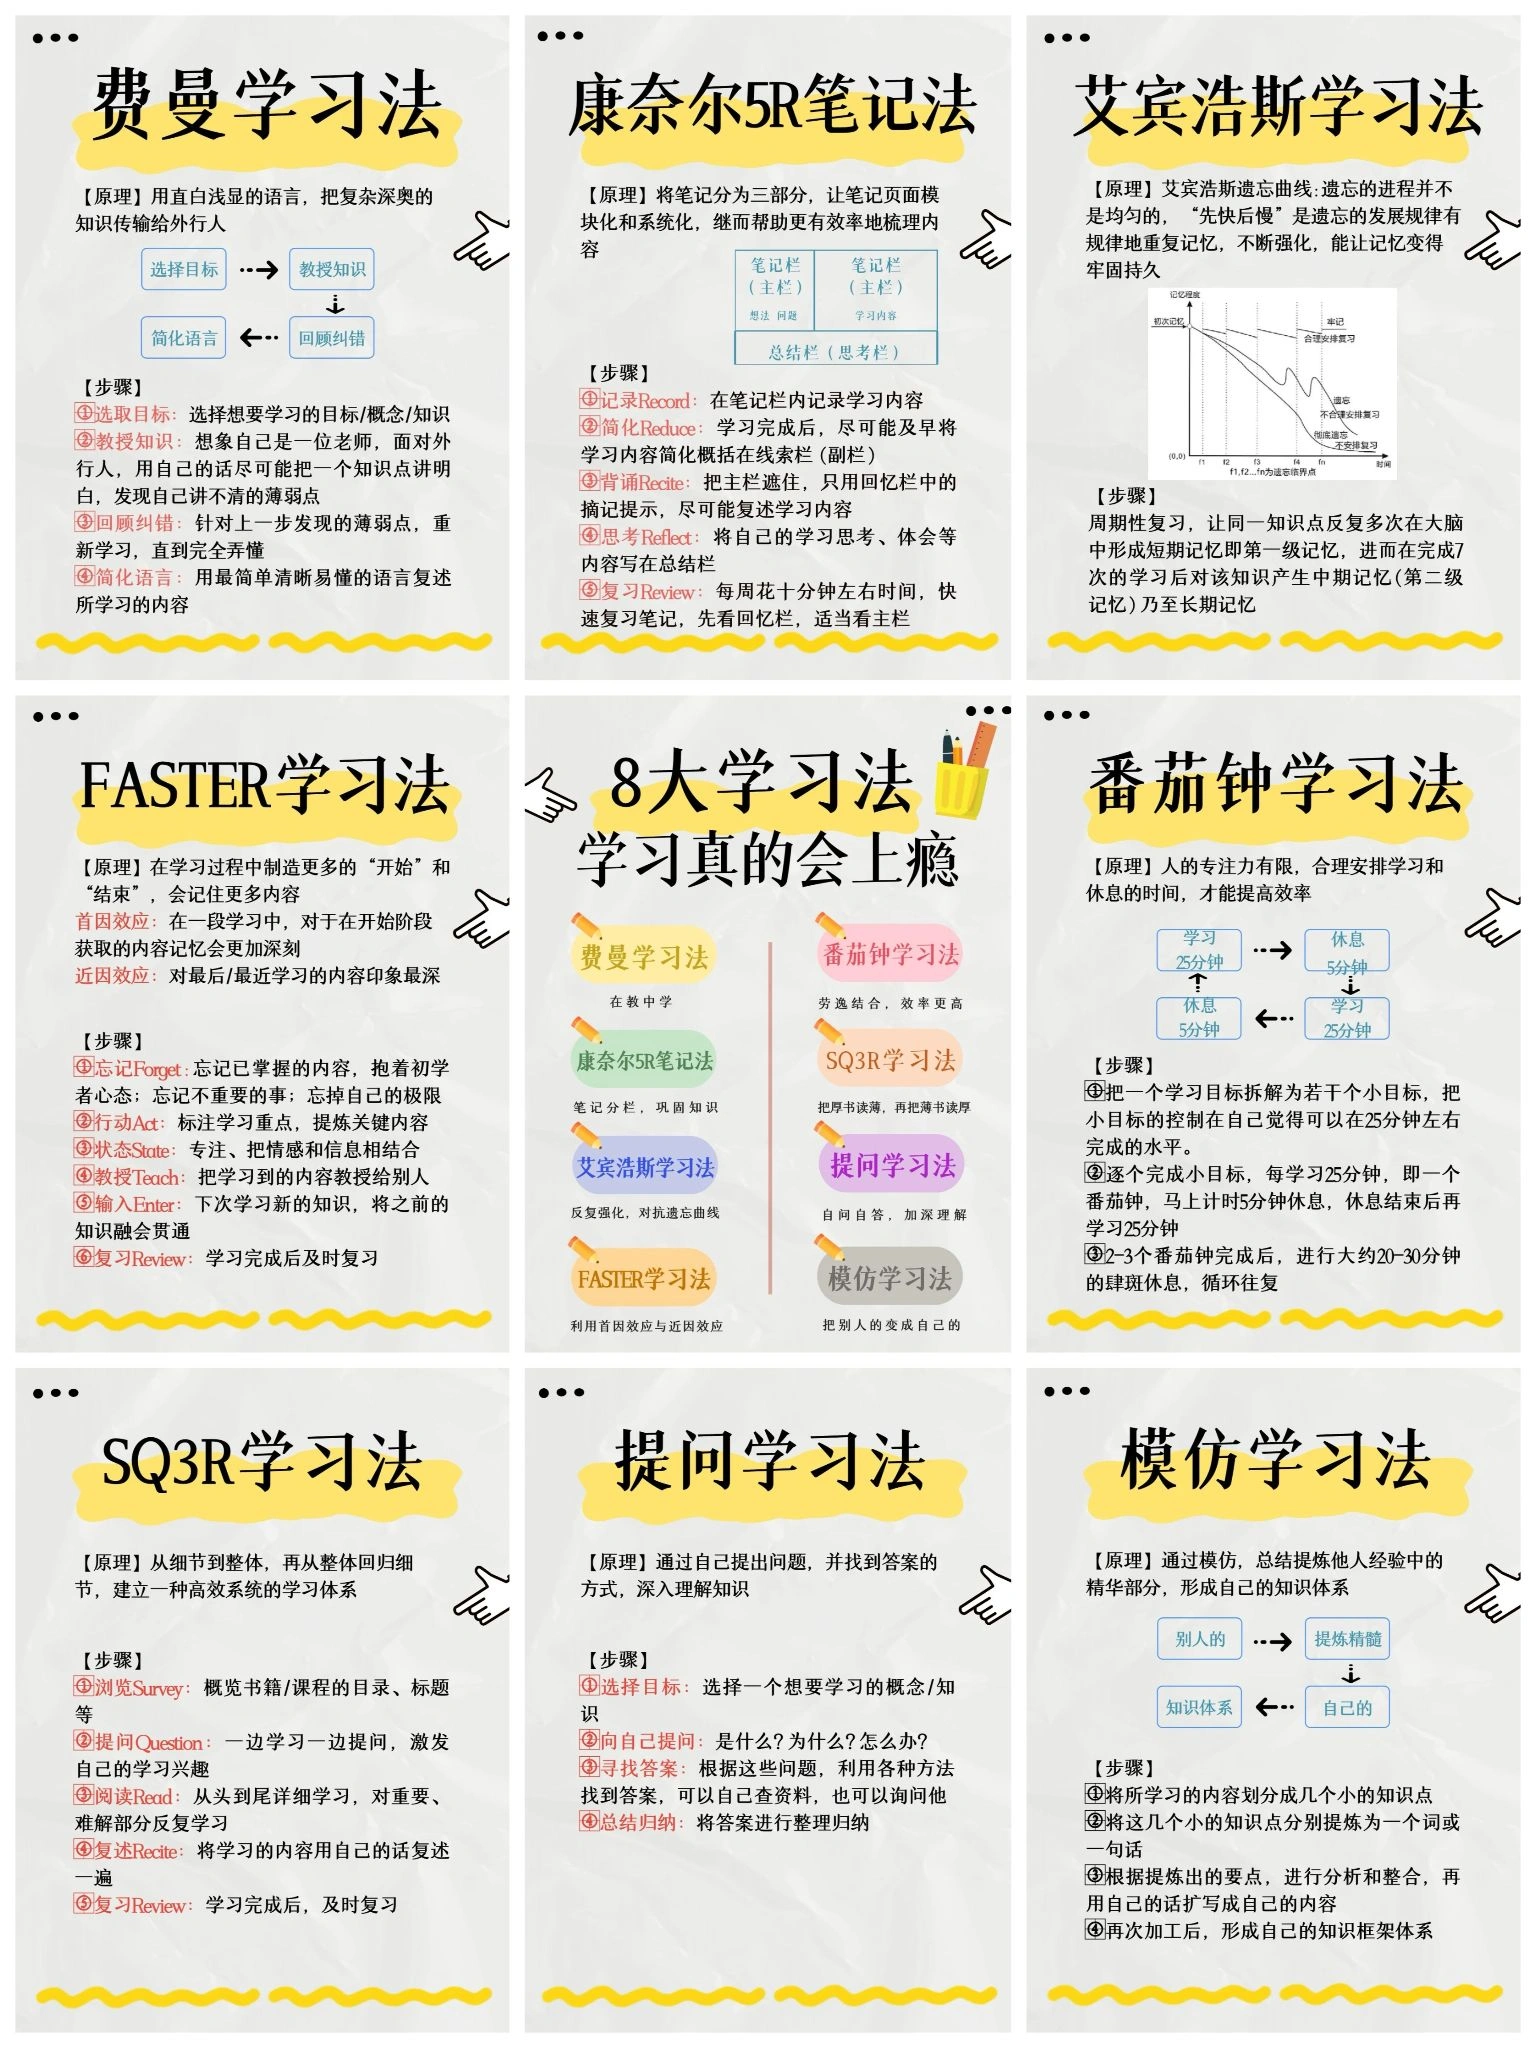 费曼学习法
【原理】用直白浅显的语言，把复杂深奥的
知识传输给外行人
选择目标
教授知识
简化语言
回顾纠错
【步骤】
①选取目标：选择想要学习的目标/概念/知识
②教授知识：想象自己是一位老师，面对外
行人，用自己的话尽可能把一个知识点讲明
白，发现自己讲不清的薄弱点
③回顾纠错：针对上一步发现的薄弱点，重
新学习，直到完全弄懂
④简化语言：用最简单清晰易懂的语言复述
所学习的内容
康奈尔5R笔记法
【原理】将笔记分为三部分，让笔记页面模
块化和系统化，继而帮助更有效率地梳理内
容
笔记栏
（主栏）
想法 问题
笔记栏
（主栏）
学习内容
总结栏（思考栏）
【步骤】
①记录Record：在笔记栏内记录学习内容
②简化Reduce：学习完成后，尽可能及早将
学习内容简化概括在线索栏（副栏）
③背诵Recite：把主栏遮住，只用回忆栏中的
摘记提示，尽可能复述学习内容
④思考Reflect：将自己的学习思考、体会等
内容写在总结栏
⑤复习Review：每周花十分钟左右时间，快
速复习笔记，先看回忆栏，适当看主栏
艾宾浩斯学习法
【原理】艾宾浩斯遗忘曲线:遗忘的进程并不
是均匀的，“先快后慢”是遗忘的发展规律有
规律地重复记忆，不断强化，能让记忆变得
牢固持久
记忆程度
初次记忆
牢记
合理安排复习
遗忘
不合理安排复习
彻底遗忘
不安排复习
(0,0)
f1 f2 f3 f4 fn
时间
f1,f2...fn为遗忘临界点
【步骤】
周期性复习，让同一知识点反复多次在大脑
中形成短期记忆即第一级记忆，进而在完成7
次的学习后对该知识产生中期记忆(第二级
记忆)乃至长期记忆
FASTER学习法
【原理】在学习过程中制造更多的“开始”和
“结束”，会记住更多内容
首因效应：在一段学习中，对于在开始阶段
获取的内容记忆会更加深刻
近因效应：对最后/最近学习的内容印象最深
【步骤】
①忘记Forget:忘记已掌握的内容，抱着初学
者心态；忘记不重要的事；忘掉自己的极限
②行动Act：标注学习重点，提炼关键内容
③状态State：专注、把情感和信息相结合
④教授Teach：把学习到的内容教授给别人
⑤输入Enter：下次学习新的知识，将之前的
知识融会贯通
⑥复习Review：学习完成后及时复习
8大学习法
学习真的会上瘾
费曼学习法
在教中学
康奈尔5R笔记法
笔记分栏，巩固知识
艾宾浩斯学习法
反复强化，对抗遗忘曲线
FASTER学习法
利用首因效应与近因效应
番茄钟学习法
劳逸结合，效率更高
SQ3R学习法
把厚书读薄，再把薄书读厚
提问学习法
自问自答，加深理解
模仿学习法
把别人的变成自己的
番茄钟学习法
【原理】人的专注力有限，合理安排学习和
休息的时间，才能提高效率
学习
25分钟
休息
5分钟
休息
5分钟
学习
25分钟
【步骤】
①把一个学习目标拆解为若干个小目标，把
小目标的控制在自己觉得可以在25分钟左右
完成的水平。
②逐个完成小目标，每学习25分钟，即一个
番茄钟，马上计时5分钟休息，休息结束后再
学习25分钟
③2-3个番茄钟完成后，进行大约20-30分钟
的肆斑休息，循环往复
SQ3R学习法
【原理】从细节到整体，再从整体回归细
节，建立一种高效系统的学习体系
【步骤】
①浏览Survey：概览书籍/课程的目录、标题
等
②提问Question：一边学习一边提问，激发
自己的学习兴趣
③阅读Read：从头到尾详细学习，对重要、
难解部分反复学习
④复述Recite：将学习的内容用自己的话复述
一遍
⑤复习Review：学习完成后，及时复习
提问学习法
【原理】通过自己提出问题，并找到答案的
方式，深入理解知识
【步骤】
①选择目标：选择一个想要学习的概念/知
识
②向自己提问：是什么？为什么？怎么办？
③寻找答案：根据这些问题，利用各种方法
找到答案，可以自己查资料，也可以询问他
④总结归纳：将答案进行整理归纳
模仿学习法
【原理】通过模仿，总结提炼他人经验中的
精华部分，形成自己的知识体系
别人的
提炼精髓
知识体系
自己的
【步骤】
①将所学习的内容划分成几个小的知识点
②将这几个小的知识点分别提炼为一个词或
一句话
③根据提炼出的要点，进行分析和整合，再
用自己的话扩写成自己的内容
④再次加工后，形成自己的知识框架体系